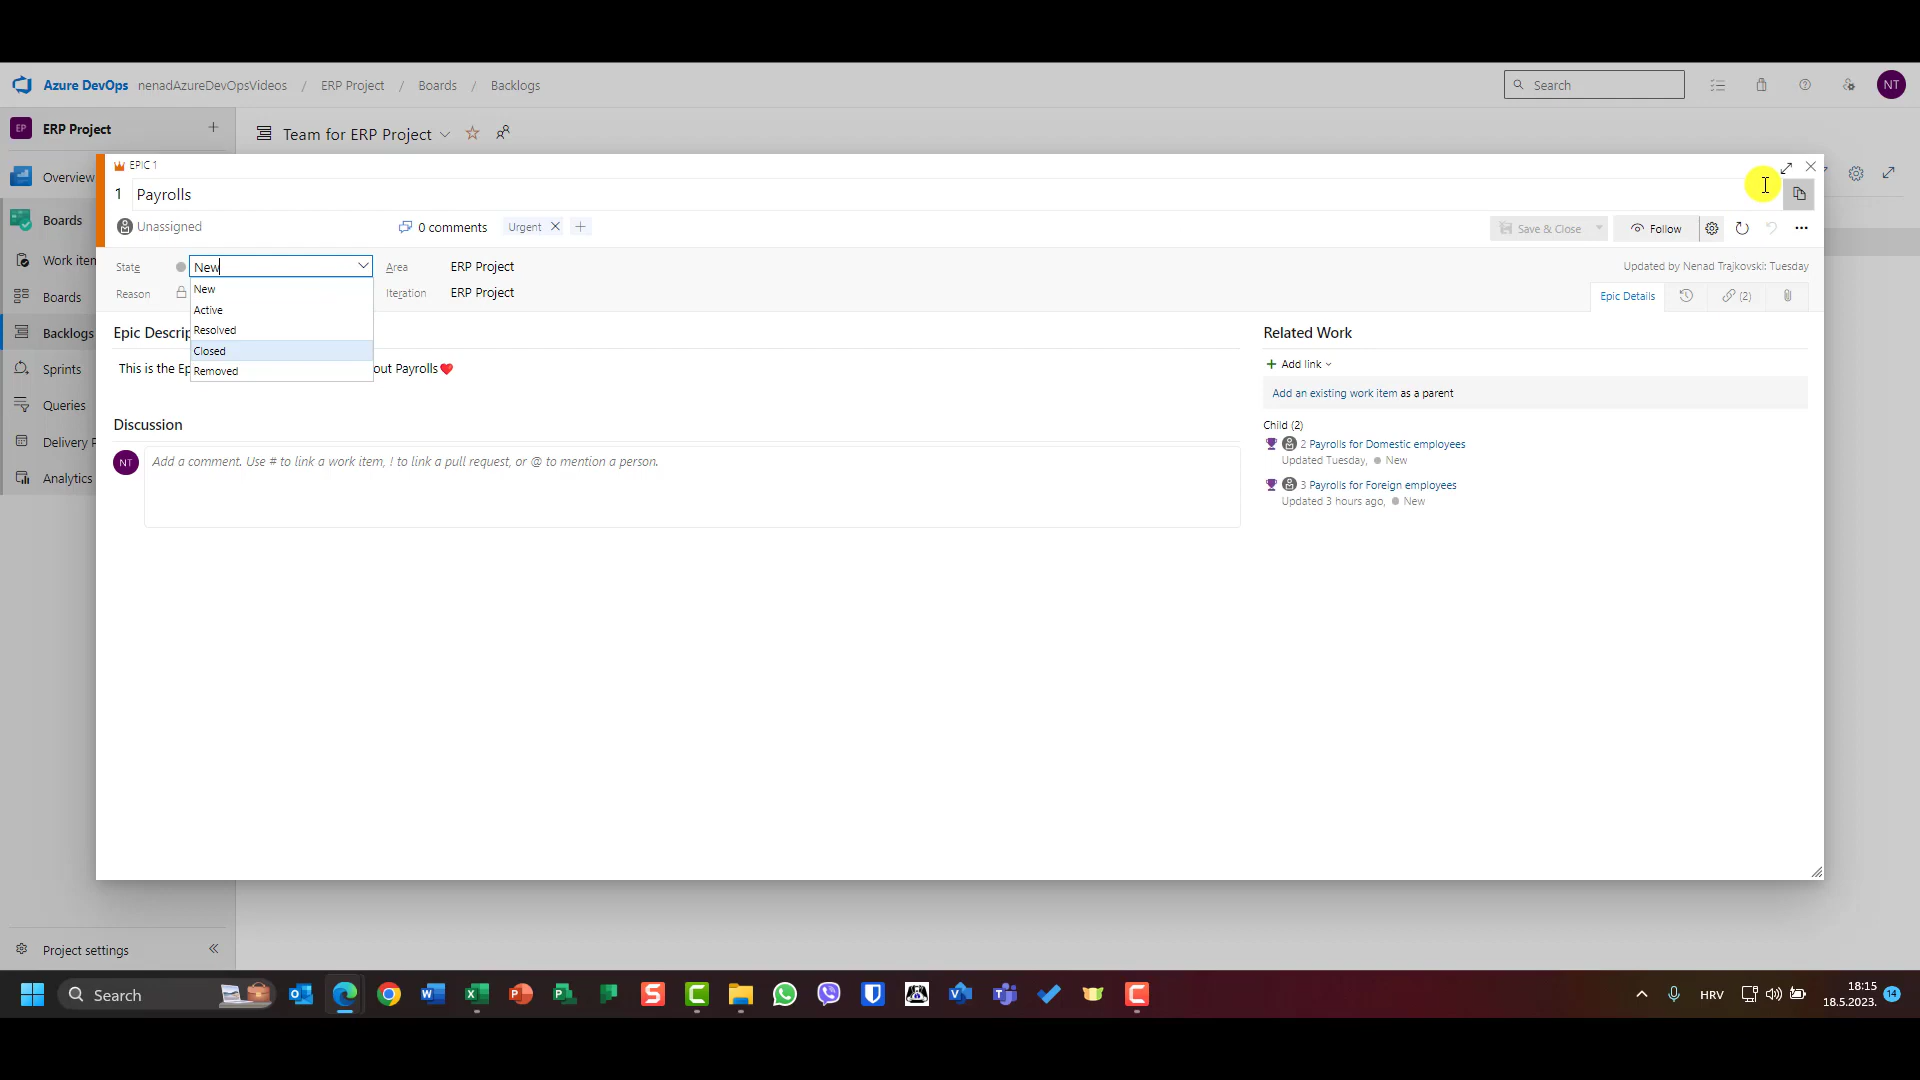 Azure DevOps nenadAzureDevOpsVideos / ERP Project / Boards / Backlogs
Search
NT
EP ERP Project
Team for ERP Project
Overview
Boards
Work iten
Boards
Backlogs
Sprints
Queries
Delivery P
Analytics
Project settings
EPIC 1
1 Payrolls
Unassigned
0 comments
Urgent
Save & Close
Follow
State New
Area ERP Project
Updated by Nenad Trajkovski: Tuesday
Reason
Iteration ERP Project
Epic Details
(2)
New
Active
Resolved
Closed
Removed
Epic Descrip
This is the Ep
out Payrolls❤️
Discussion
NT
Add a comment. Use # to link a work item, ! to link a pull request, or @ to mention a person.
Related Work
Add link
Add an existing work item as a parent
Child (2)
2 Payrolls for Domestic employees
Updated Tuesday, New
3 Payrolls for Foreign employees
Updated 3 hours ago, New
Search
HRV
18:15
18.5.2023.
14